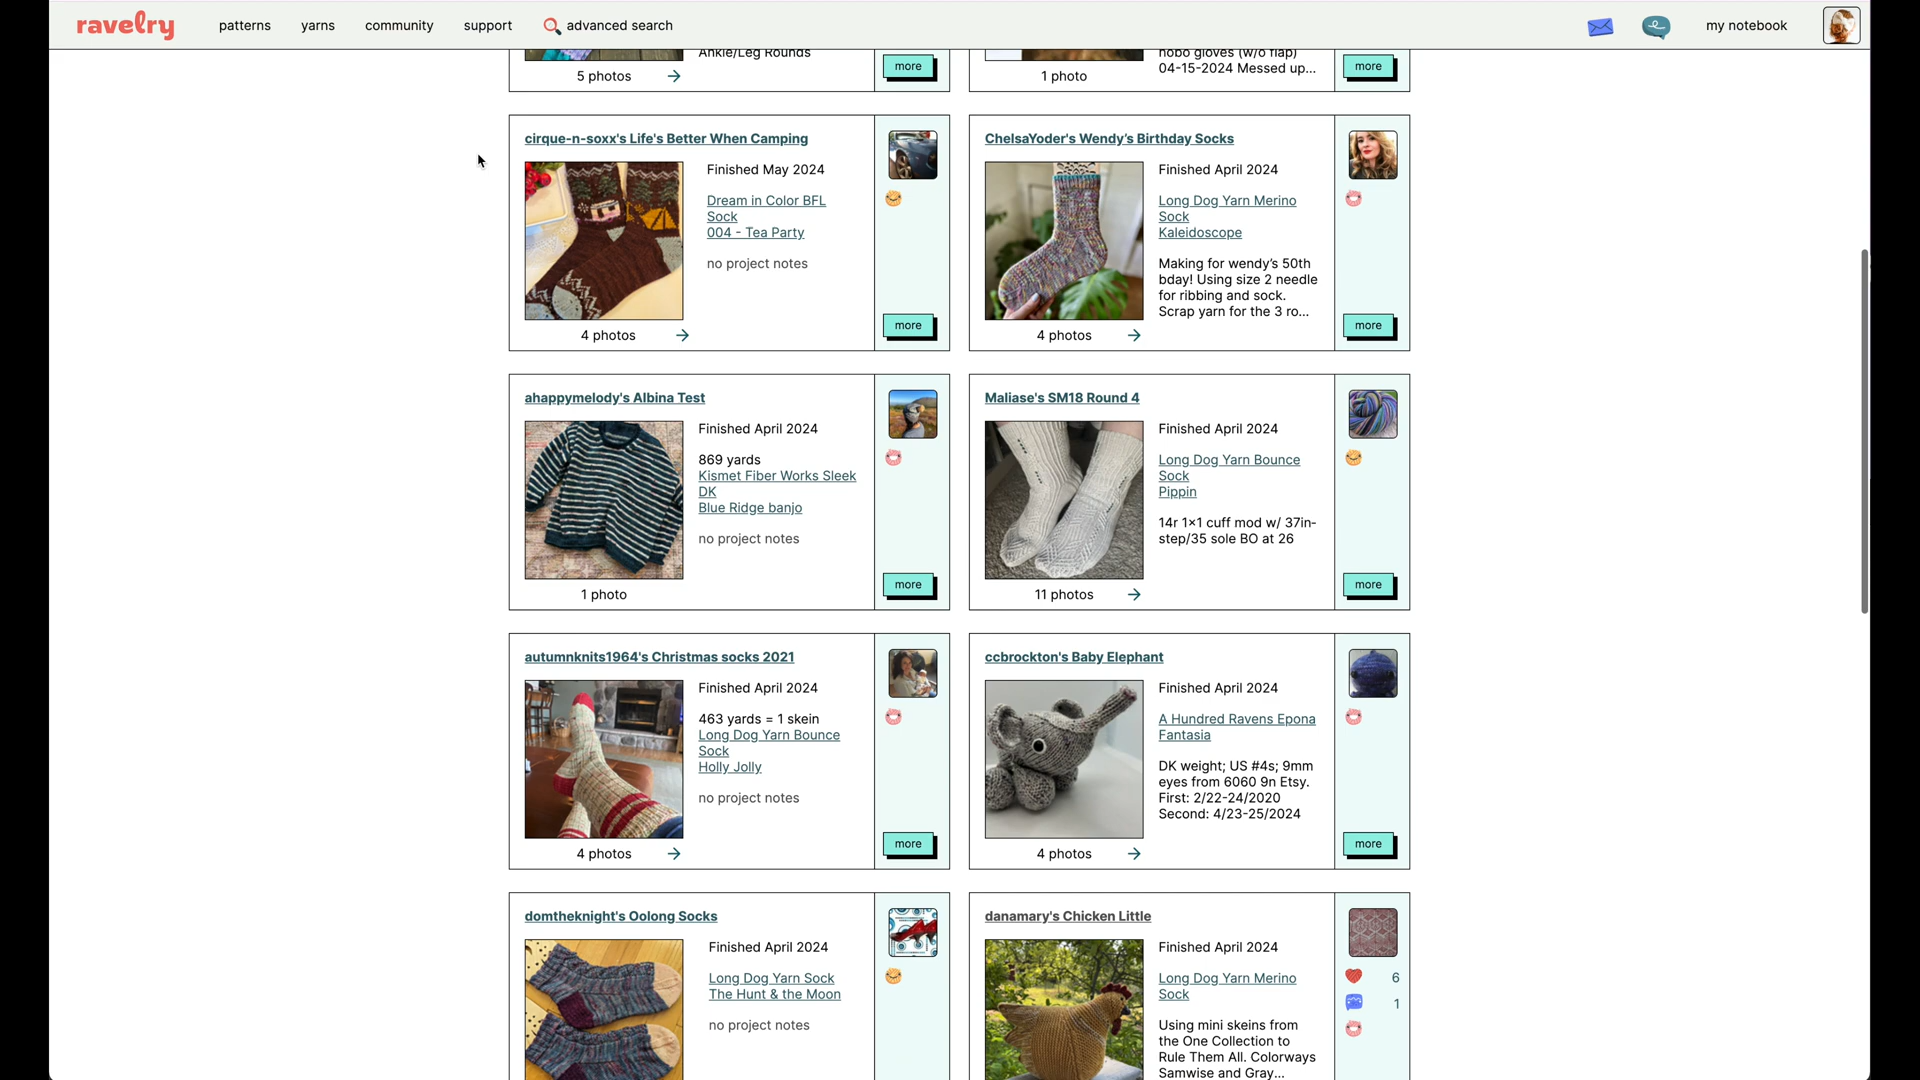 ravelry
patterns
yarns
community
support
advanced search
my notebook
Ankle/Leg Rounds
5 photos
more
hobo gloves (w/o flap)
04-15-2024 Messed up...
1 photo
more
cirque-n-soxx's Life's Better When Camping
Finished May 2024
Dream in Color BFL
Sock
004 - Tea Party
no project notes
4 photos
more
ChelsaYoder's Wendy's Birthday Socks
Finished April 2024
Long Dog Yarn Merino
Sock
Kaleidoscope
Making for wendy's 50th
bday! Using size 2 needle
for ribbing and sock.
Scrap yarn for the 3 ro...
4 photos
more
ahappymelody's Albina Test
Finished April 2024
869 yards
Kismet Fiber Works Sleek
DK
Blue Ridge banjo
no project notes
1 photo
more
Maliase's SM18 Round 4
Finished April 2024
Long Dog Yarn Bounce
Sock
Pippin
14r 1×1 cuff mod w/ 37in-
step/35 sole BO at 26
11 photos
more
autumnknits1964's Christmas socks 2021
Finished April 2024
463 yards = 1 skein
Long Dog Yarn Bounce
Sock
Holly Jolly
no project notes
4 photos
more
ccbrockton's Baby Elephant
Finished April 2024
A Hundred Ravens Epona
Fantasia
DK weight; US #4s; 9mm
eyes from 6060 9n Etsy.
First: 2/22-24/2020
Second: 4/23-25/2024
4 photos
more
domtheknight's Oolong Socks
Finished April 2024
Long Dog Yarn Sock
The Hunt & the Moon
no project notes
danamary's Chicken Little
Finished April 2024
Long Dog Yarn Merino
Sock
Using mini skeins from
the One Collection to
Rule Them All. Colorways
Samwise and Gray...
6
1